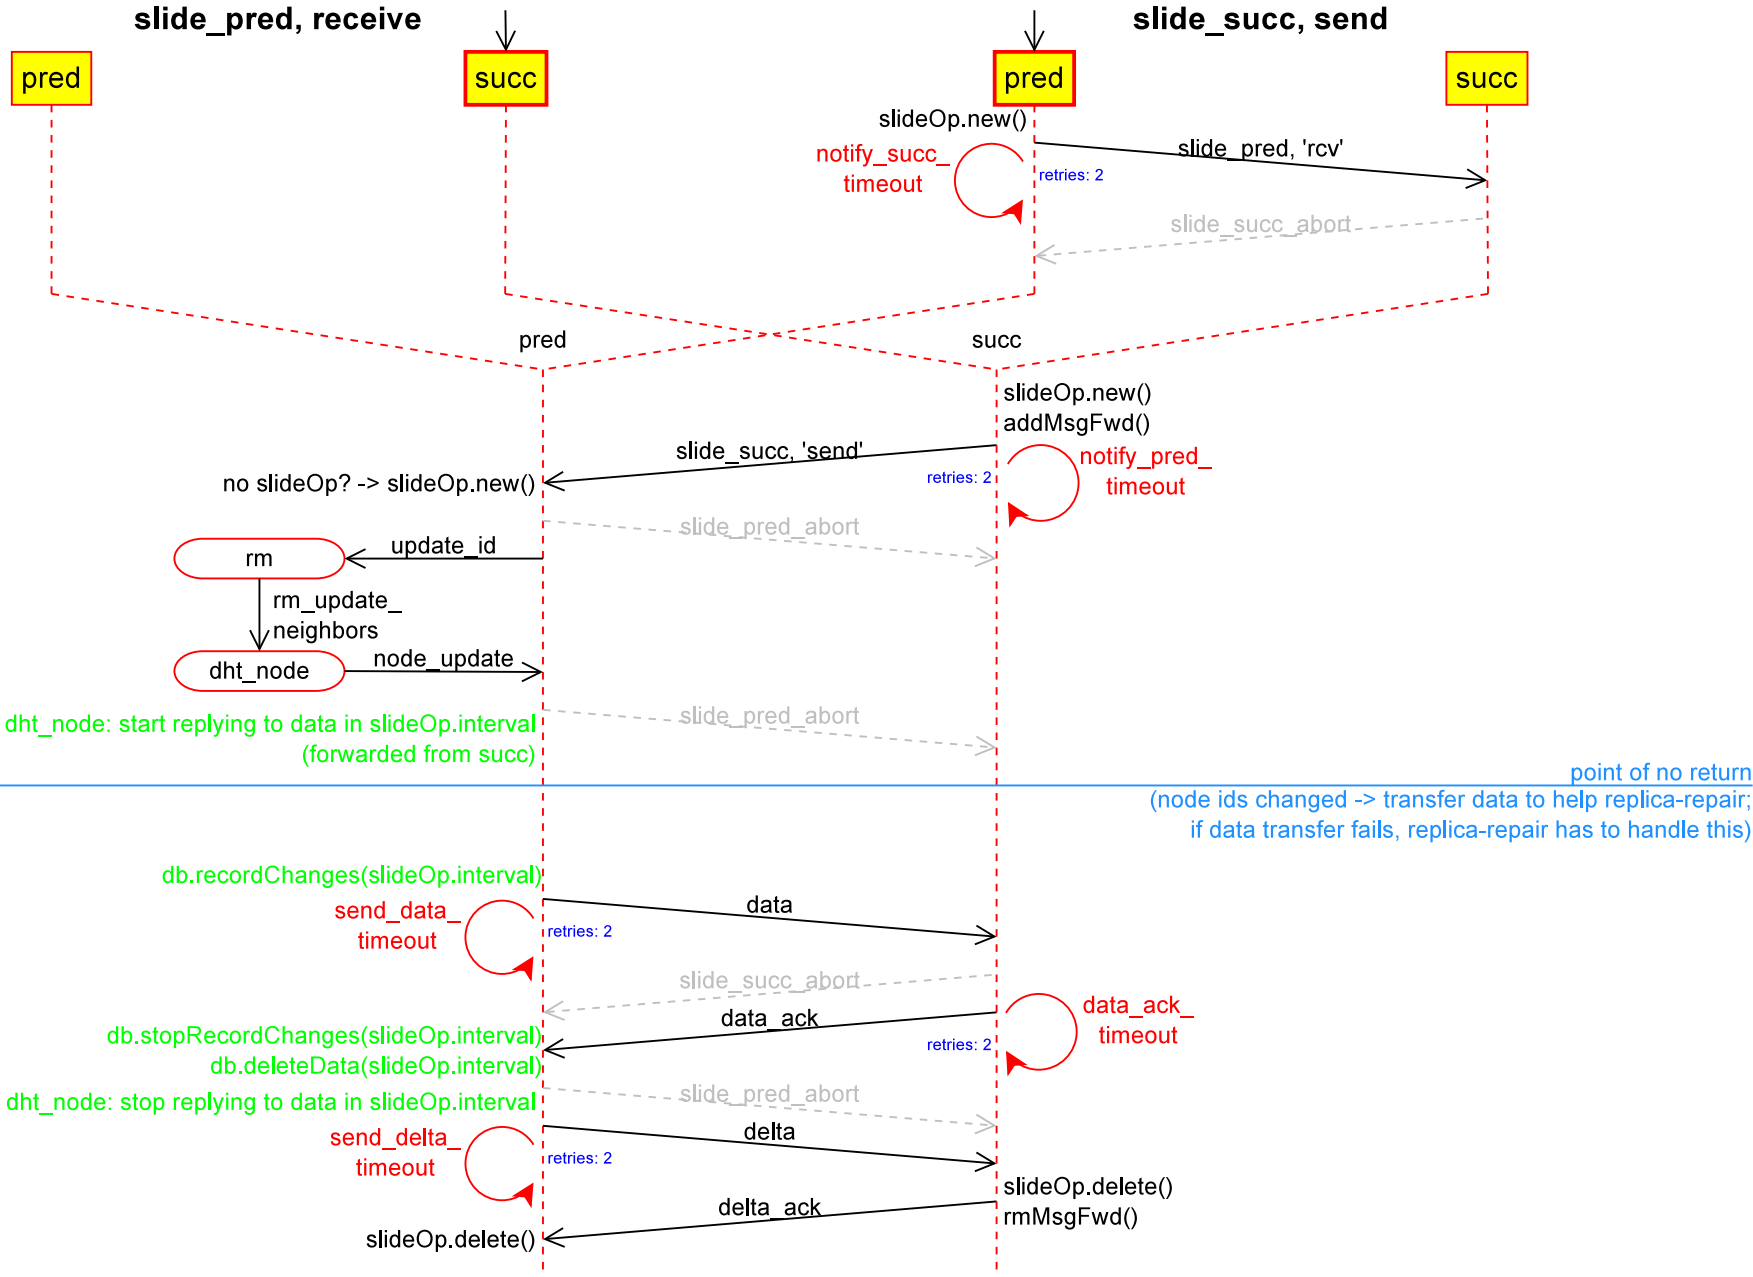 slide_pred, receive
slide_succ, send
pred
succ
pred
succ
slideOp.new()
notify_succ_
timeout
slide_pred, 'rcv'
retries: 2
slide_succ_abort
pred
succ
slideOp.new()
addMsgFwd()
slide_succ, 'send'
notify_pred_
timeout
retries: 2
no slideOp? -> slideOp.new()
slide_pred_abort
update_id
rm
rm_update_
neighbors
node_update
dht_node
slide_pred_abort
dht_node: start replying to data in slideOp.interval
(forwarded from succ)
point of no return
(node ids changed -> transfer data to help replica-repair;
if data transfer fails, replica-repair has to handle this)
db.recordChanges(slideOp.interval)
send_data_
timeout
data
retries: 2
slide_succ_abort
data_ack_
timeout
data_ack
retries: 2
db.stopRecordChanges(slideOp.interval)
db.deleteData(slideOp.interval)
slide_pred_abort
dht_node: stop replying to data in slideOp.interval
send_delta_
timeout
delta
retries: 2
slideOp.delete()
rmMsgFwd()
delta_ack
slideOp.delete()